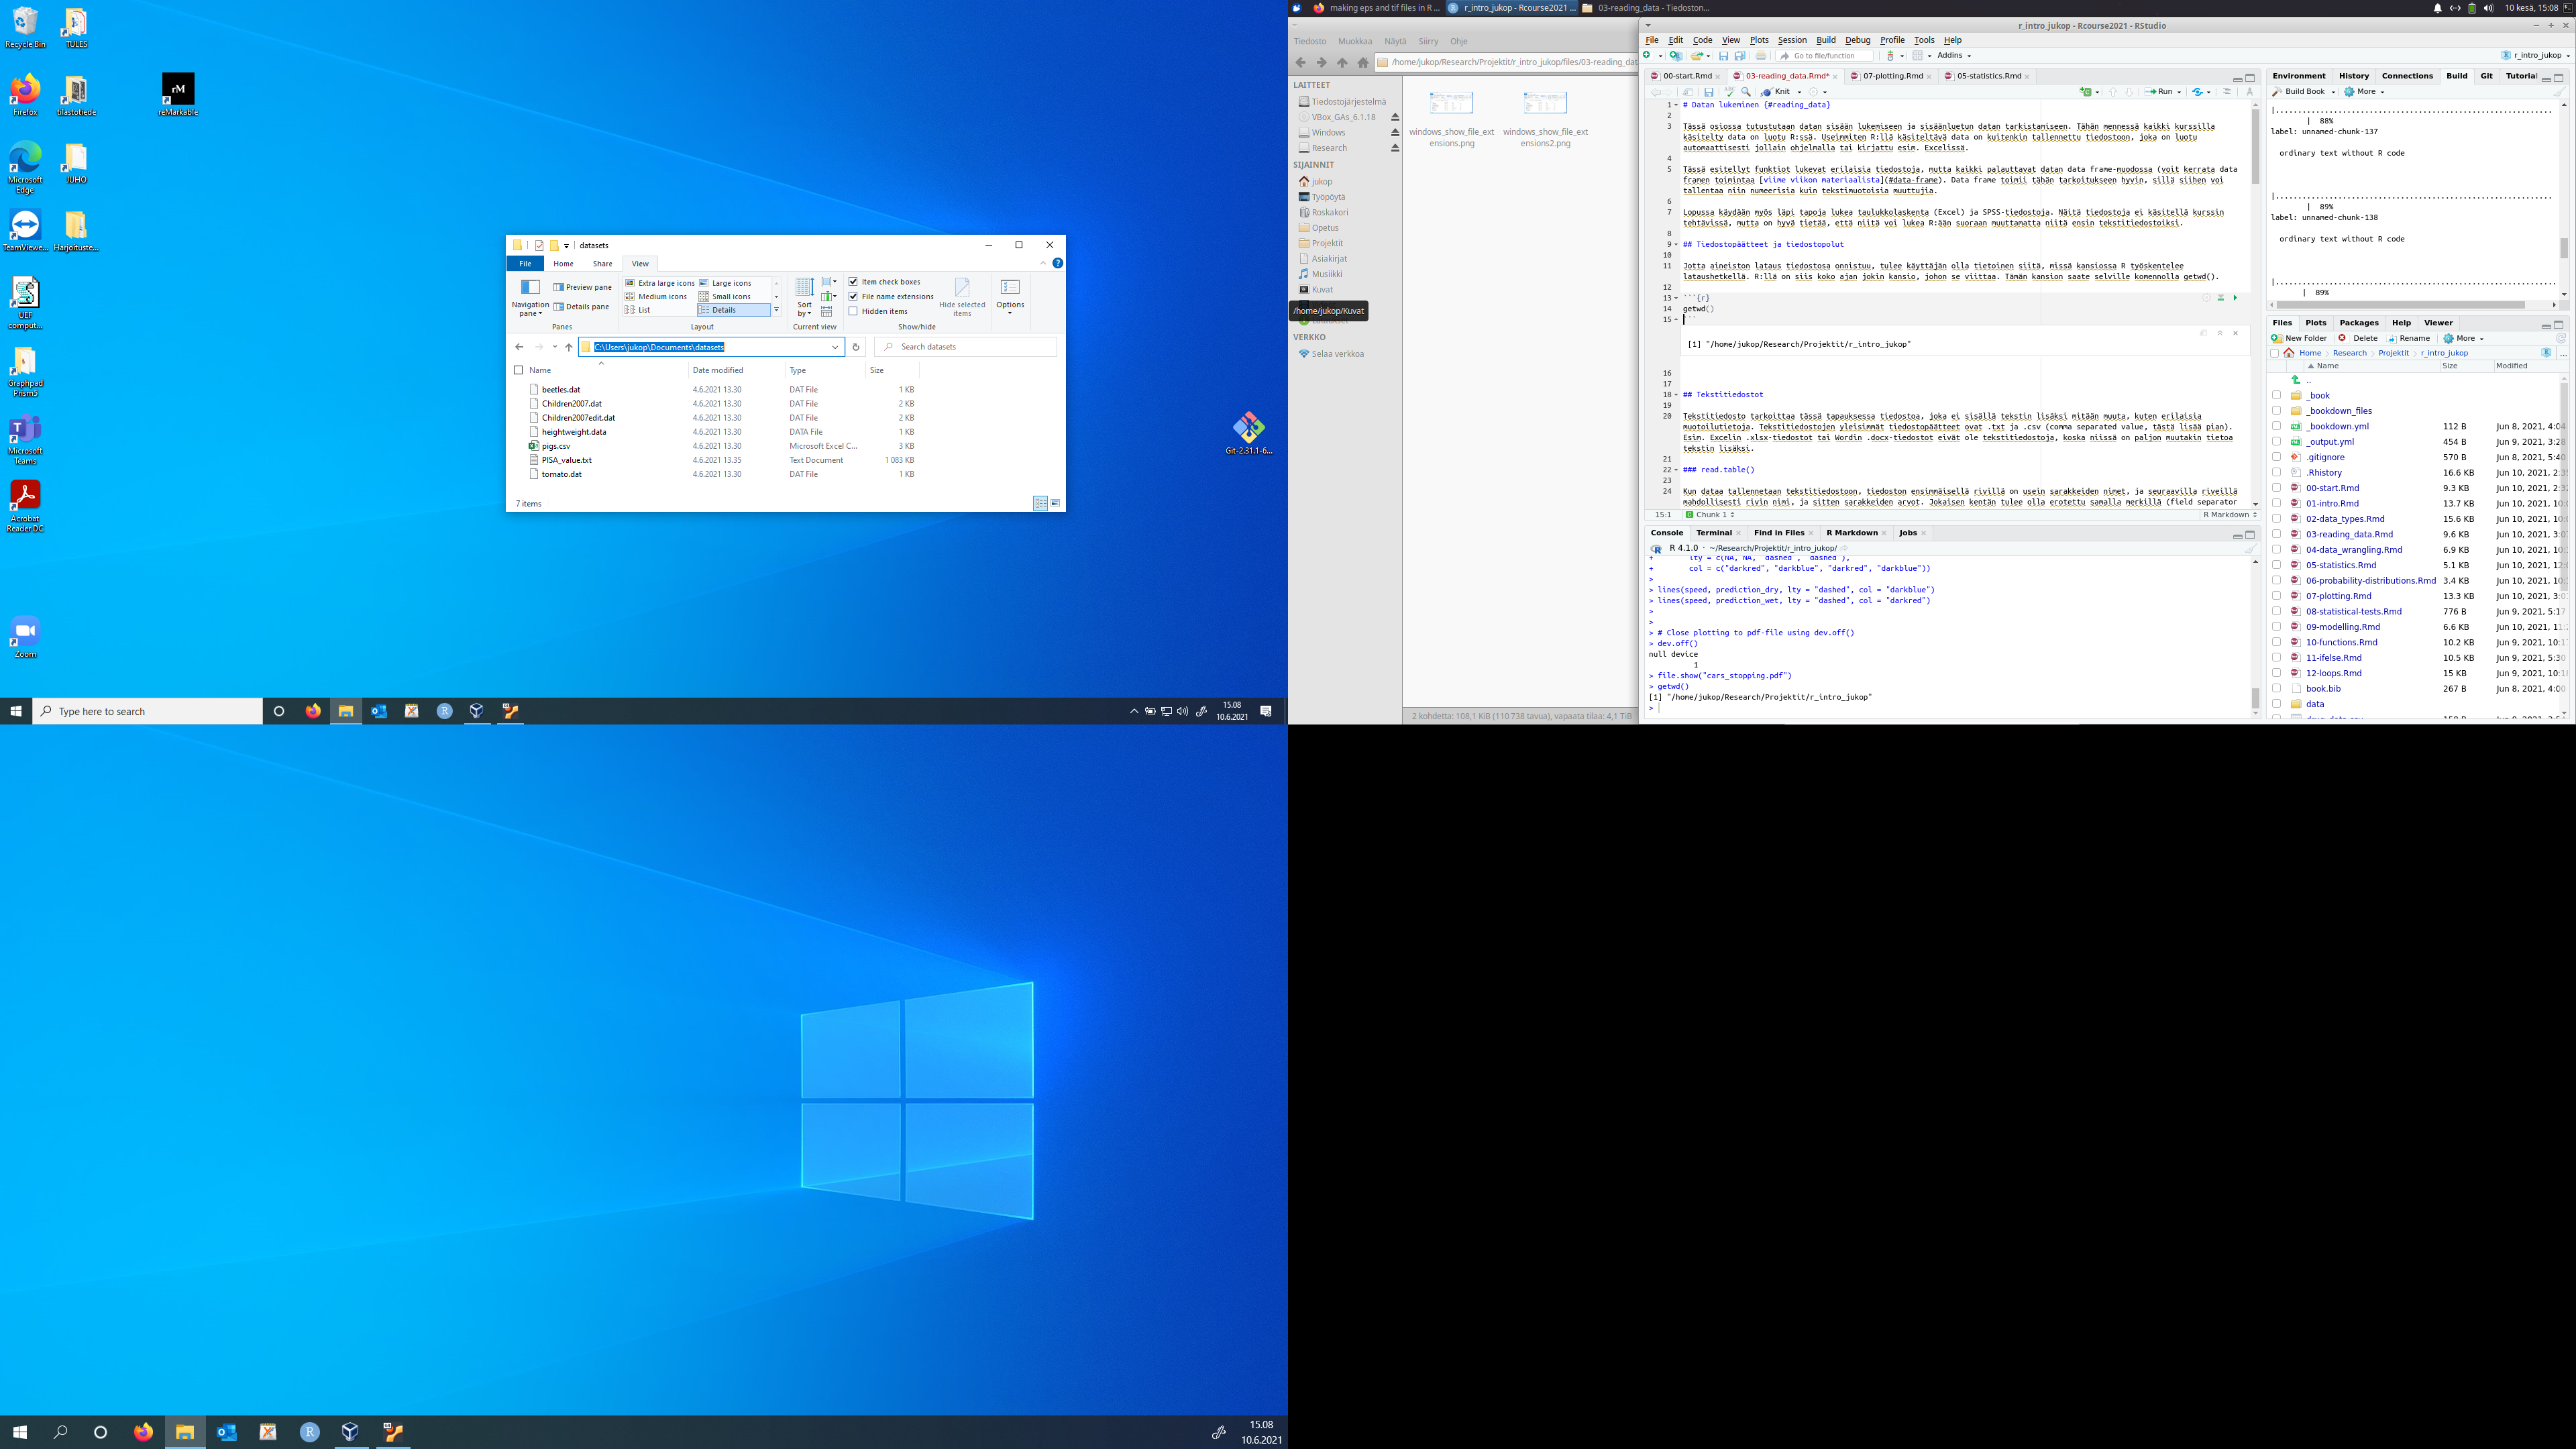 Recycle Bin
TULES
Firefox
tilastotiede
reMarkable
Microsoft Edge
JUHO
TeamViewe...
Harjoituste...
UEF comput...
Graphpad Prism5
Microsoft Teams
Acrobat Reader DC
Zoom
Git-2.31.1-6...
datasets
File Home Share View
Navigation pane
Preview pane
Details pane
Panes
Extra large icons Large icons
Medium icons Small icons
List Details
Layout
Sort by
Current view
Item check boxes
File name extensions
Hidden items
Hide selected items
Show/hide
Options
C:\Users\jukop\Documents\datasets
Search datasets
Name Date modified Type Size
beetles.dat 4.6.2021 13.30 DAT File 1 KB
Children2007.dat 4.6.2021 13.30 DAT File 2 KB
Children2007edit.dat 4.6.2021 13.30 DAT File 2 KB
heightweight.data 4.6.2021 13.30 DATA File 1 KB
pigs.csv 4.6.2021 13.30 Microsoft Excel C... 3 KB
PISA_value.txt 4.6.2021 13.35 Text Document 1 083 KB
tomato.dat 4.6.2021 13.30 DAT File 1 KB
7 items
Type here to search
15.08
10.6.2021
making eps and tif files in R ...
r_intro_jukop - Rcourse2021 ...
03-reading_data - Tiedoston...
10 kesä, 15:08
Tiedosto Muokkaa Näytä Siirry Ohje
/home/jukop/Research/Projektit/r_intro_jukop/files/03-reading_dat
LAITTEET
Tiedostojärjestelmä
VBox_GAs_6.1.18
Windows
Research
SIJAINNIT
jukop
Työpöytä
Roskakori
Opetus
Projektit
Asiakirjat
Musiikki
Kuvat
/home/jukop/Kuvat
VERKKO
Selaa verkkoa
windows_show_file_extensions.png
windows_show_file_extensions2.png
2 kohdetta: 108,1 KiB (110 738 tavua), vapaata tilaa: 4,1 TiB
r_intro_jukop - Rcourse2021 - RStudio
File Edit Code View Plots Session Build Debug Profile Tools Help
Go to file/function
Addins
r_intro_jukop
00-start.Rmd 03-reading_data.Rmd* 07-plotting.Rmd 05-statistics.Rmd
Knit
Run
1 # Datan lukeminen {#reading_data}
2
3 Tässä osiossa tutustutaan datan sisään lukemiseen ja sisäänluetun datan tarkistamiseen. Tähän mennessä kaikki kurssilla
käsitelty data on luotu R:ssä. Useimmiten R:llä käsiteltävä data on kuitenkin tallennettu tiedostoon, joka on luotu
automaattisesti jollain ohjelmalla tai kirjattu esim. Excelissä.
4
5 Tässä esitellyt funktiot lukevat erilaisia tiedostoja, mutta kaikki palauttavat datan data frame-muodossa (voit kerrata data
framen toimintaa [viime viikon materiaalista](#data-frame). Data frame toimii tähän tarkoitukseen hyvin, sillä siihen voi
tallentaa niin numeerisia kuin tekstimuotoisia muuttujia.
6
7 Lopussa käydään myös läpi tapoja lukea taulukkolaskenta (Excel) ja SPSS-tiedostoja. Näitä tiedostoja ei käsitellä kurssin
tehtävissä, mutta on hyvä tietää, että niitä voi lukea R:ään suoraan muuttamatta niitä ensin tekstitiedostoiksi.
8
9 ## Tiedostopäätteet ja tiedostopolut
10
11 Jotta aineiston lataus tiedostosa onnistuu, tulee käyttäjän olla tietoinen siitä, missä kansiossa R työskentelee
lataushetkellä. R:llä on siis koko ajan jokin kansio, johon se viittaa. Tämän kansion saate selville komennolla getwd().
12
13 ```{r}
14 getwd()
15 ```
[1] "/home/jukop/Research/Projektit/r_intro_jukop"
16
17
18 ## Tekstitiedostot
19
20 Tekstitiedosto tarkoittaa tässä tapauksessa tiedostoa, joka ei sisällä tekstin lisäksi mitään muuta, kuten erilaisia
muotoilutietoja. Tekstitiedostojen yleisimmät tiedostopäätteet ovat .txt ja .csv (comma separated value, tästä lisää pian).
Esim. Excelin .xlsx-tiedostot tai Wordin .docx-tiedostot eivät ole tekstitiedostoja, koska niissä on paljon muutakin tietoa
tekstin lisäksi.
21
22 ### read.table()
23
24 Kun dataa tallennetaan tekstitiedostoon, tiedoston ensimmäisellä rivillä on usein sarakkeiden nimet, ja seuraavilla riveillä
mahdollisesti rivin nimi, ja sitten sarakkeiden arvot. Jokaisen kentän tulee olla erotettu samalla merkillä (field separator
15:1 Chunk 1 R Markdown
Console Terminal Find in Files R Markdown Jobs
R 4.1.0 · ~/Research/Projektit/r_intro_jukop/
+ lty = c(NA, NA, "dashed", "dashed"),
+ col = c("darkred", "darkblue", "darkred", "darkblue"))
>
> lines(speed, prediction_dry, lty = "dashed", col = "darkblue")
> lines(speed, prediction_wet, lty = "dashed", col = "darkred")
>
>
> # Close plotting to pdf-file using dev.off()
> dev.off()
null device
1
> file.show("cars_stopping.pdf")
> getwd()
[1] "/home/jukop/Research/Projektit/r_intro_jukop"
>
Environment History Connections Build Git Tutorial
Build Book More
| 88%
label: unnamed-chunk-137
ordinary text without R code
| 89%
label: unnamed-chunk-138
ordinary text without R code
| 89%
Files Plots Packages Help Viewer
New Folder Delete Rename More
Home Research Projektit r_intro_jukop
Name Size Modified
..
_book
_bookdown_files
_bookdown.yml 112 B Jun 8, 2021, 4:04
_output.yml 454 B Jun 9, 2021, 3:28
.gitignore 570 B Jun 8, 2021, 5:40
.Rhistory 16.6 KB Jun 10, 2021, 2:3
00-start.Rmd 9.3 KB Jun 10, 2021, 2:3
01-intro.Rmd 13.7 KB Jun 10, 2021, 10:
02-data_types.Rmd 15.6 KB Jun 10, 2021, 10:
03-reading_data.Rmd 9.6 KB Jun 10, 2021, 3:0
04-data_wrangling.Rmd 6.9 KB Jun 10, 2021, 10:
05-statistics.Rmd 5.1 KB Jun 10, 2021, 12:
06-probability-distributions.Rmd 3.4 KB Jun 10, 2021, 10:
07-plotting.Rmd 13.3 KB Jun 10, 2021, 3:0
08-statistical-tests.Rmd 776 B Jun 9, 2021, 5:17
09-modelling.Rmd 6.6 KB Jun 10, 2021, 11:
10-functions.Rmd 10.2 KB Jun 9, 2021, 10:1
11-ifelse.Rmd 10.5 KB Jun 9, 2021, 5:30
12-loops.Rmd 15 KB Jun 9, 2021, 10:1
book.bib 267 B Jun 8, 2021, 4:00
data
15.08
10.6.2021